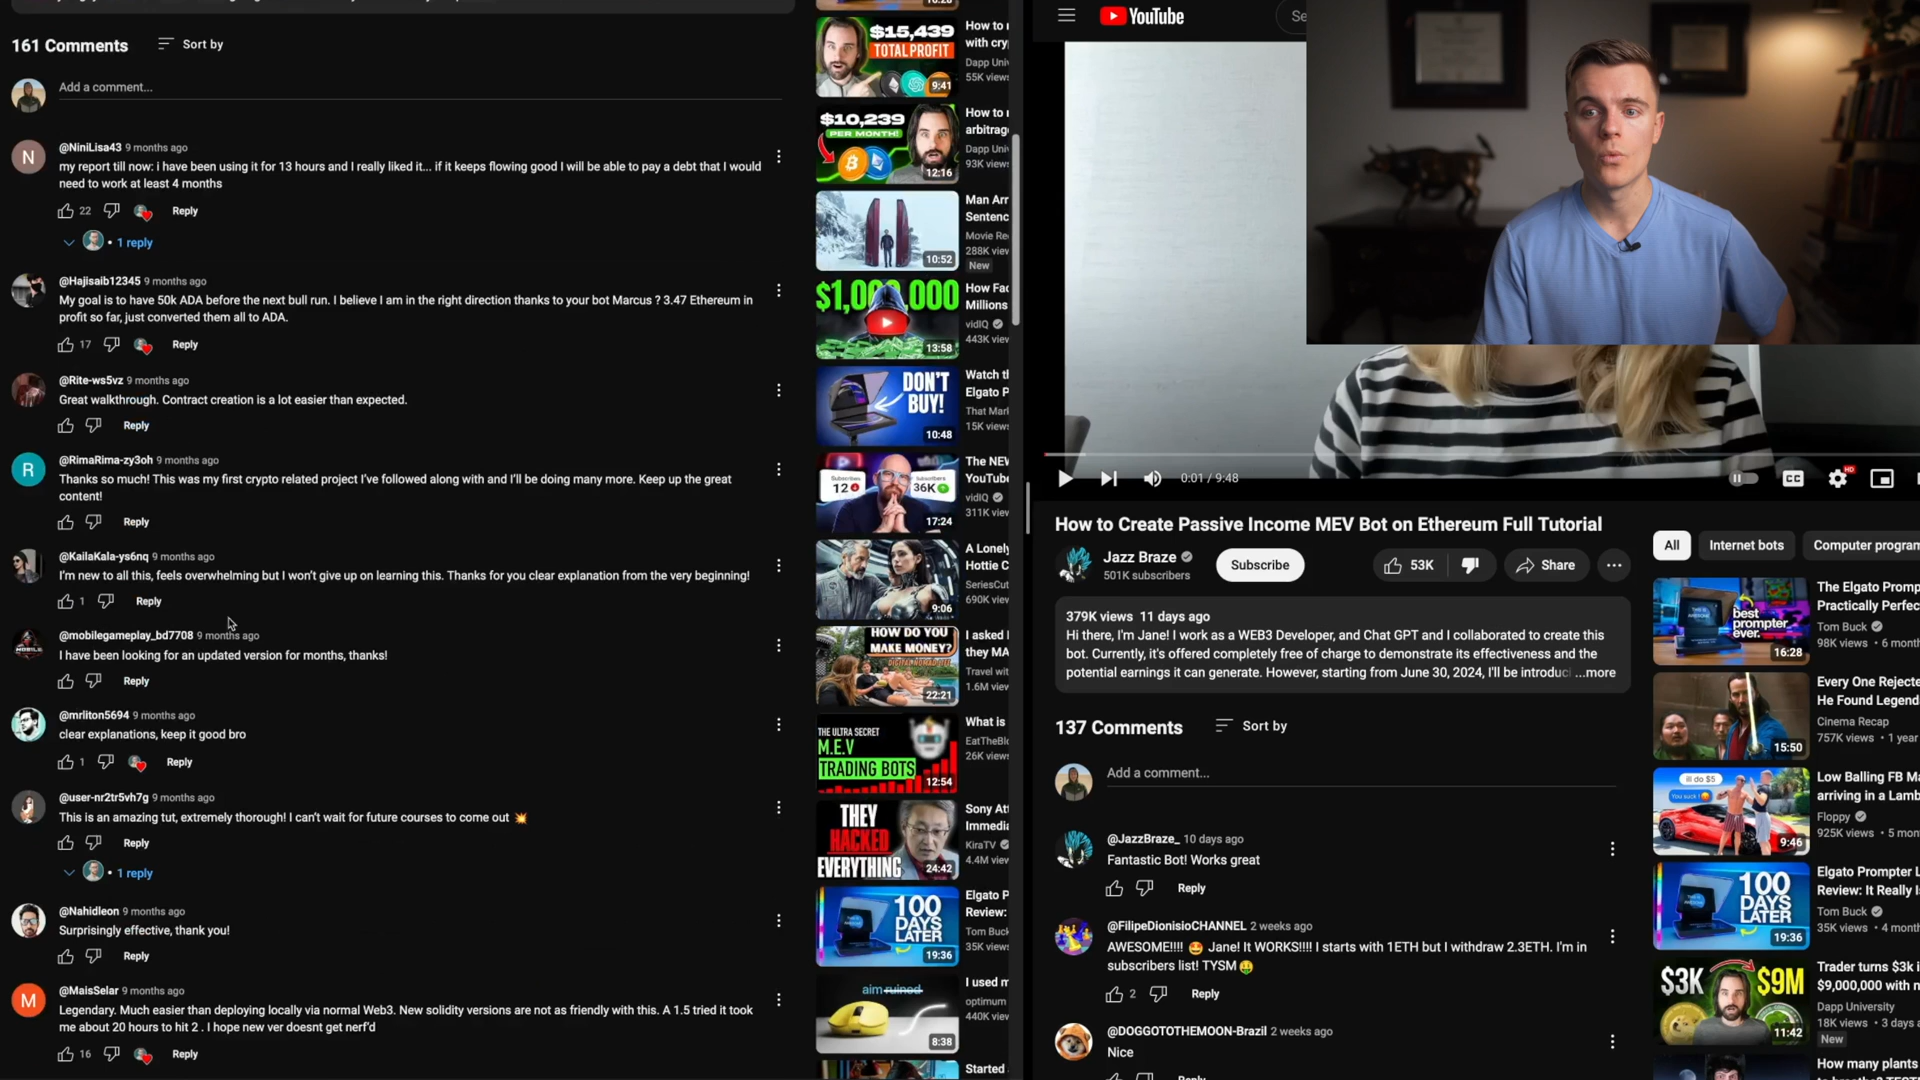 161 Comments
Sort by
Add a comment...
@NiniLisa43 9 months ago
my report till now: i have been using it for 13 hours and I really liked it... if it keeps flowing good I will be able to pay a debt that I would
need to work at least 4 months
22 Reply
1 reply
@Hajisaib12345 9 months ago
My goal is to have 50k ADA before the next bull run. I believe I am in the right direction thanks to your bot Marcus ? 3.47 Ethereum in
profit so far, just converted them all to ADA.
17 Reply
@Rite-ws5vz 9 months ago
Great walkthrough. Contract creation is a lot easier than expected.
Reply
R
@RimaRima-zy3oh 9 months ago
Thanks so much! This was my first crypto related project I've followed along with and I'll be doing many more. Keep up the great
content!
Reply
@KailaKala-ys6nq 9 months ago
I'm new to all this, feels overwhelming but I won't give up on learning this. Thanks for you clear explanation from the very beginning!
1 Reply
@mobilegameplay_bd7708 9 months ago
I have been looking for an updated version for months, thanks!
Reply
@mrliton5694 9 months ago
clear explanations, keep it good bro
1 Reply
@user-nr2tr5vh7g 9 months ago
This is an amazing tut, extremely thorough! I can't wait for future courses to come out 💥
Reply
1 reply
@Nahidleon 9 months ago
Surprisingly effective, thank you!
Reply
M
@MaisSelar 9 months ago
Legendary. Much easier than deploying locally via normal Web3. New solidity versions are not as friendly with this. A 1.5 tried it took
me about 20 hours to hit 2 . I hope new ver doesnt get nerf'd
16 Reply
N
$15,439
TOTAL PROFIT
9:41
How to
with cry
Dapp Univ
55K views
$10,239
PER MONTH!
12:16
How to
arbitrag
Dapp Univ
93K views
10:52
Man Arr
Sentenc
Movie Re
288K view
New
13:58
How Fac
Millions
vidIQ
443K view
DON'T
BUY!
10:48
Watch th
Elgato P
That Mark
15K views
Subscribers
12
Subscribers
36K
17:24
The NEW
YouTube
vidIQ
311K views
9:06
A Lonely
Hottie C
SeriesCut
690K view
HOW DO YOU
MAKE MONEY?
DIGITAL NOMAD LIFE
22:21
I asked
they MA
Travel wit
1.6M view
THE ULTRA SECRET
M.E.V
TRADING BOTS
12:54
What is
EatTheBlo
26K views
THEY
HACKED
EVERYTHING
24:42
Sony Att
Immedia
KiraTV
4.4M view
100
DAYS
LATER
19:36
Elgato P
Review:
Tom Buck
35K views
aim ruined
8:38
I used m
optimum
440K view
Started
YouTube
Se
0:01 / 9:48
CC
HD
How to Create Passive Income MEV Bot on Ethereum Full Tutorial
Jazz Braze
501K subscribers
Subscribe
53K
Share
379K views 11 days ago
Hi there, I'm Jane! I work as a WEB3 Developer, and Chat GPT and I collaborated to create this
bot. Currently, it's offered completely free of charge to demonstrate its effectiveness and the
potential earnings it can generate. However, starting from June 30, 2024, I'll be introduci ...more
137 Comments
Sort by
Add a comment...
@JazzBraze_ 10 days ago
Fantastic Bot! Works great
Reply
@FilipeDionisioCHANNEL 2 weeks ago
AWESOME!!!! 🤩 Jane! It WORKS!!!! I starts with 1ETH but I withdraw 2.3ETH. I'm in
subscribers list! TYSM🤑
2 Reply
@DOGGOTOTHEMOON-Brazil 2 weeks ago
Nice
All
Internet bots
Computer program
best
prompter
ever.
16:28
The Elgato Promp
Practically Perfec
Tom Buck
98K views • 6 month
15:50
Every One Rejecte
He Found Legenda
Cinema Recap
757K views • 1 year
ill do $5
You suck !
9:46
Low Balling FB Ma
arriving in a Lamb
Floppy
925K views • 5 mon
100
DAYS
LATER
19:36
Elgato Prompter L
Review: It Really Is
Tom Buck
35K views • 4 month
$3K
$9M
11:42
Trader turns $3k i
$9,000,000 with n
Dapp University
18K views • 3 days a
New
How many plants